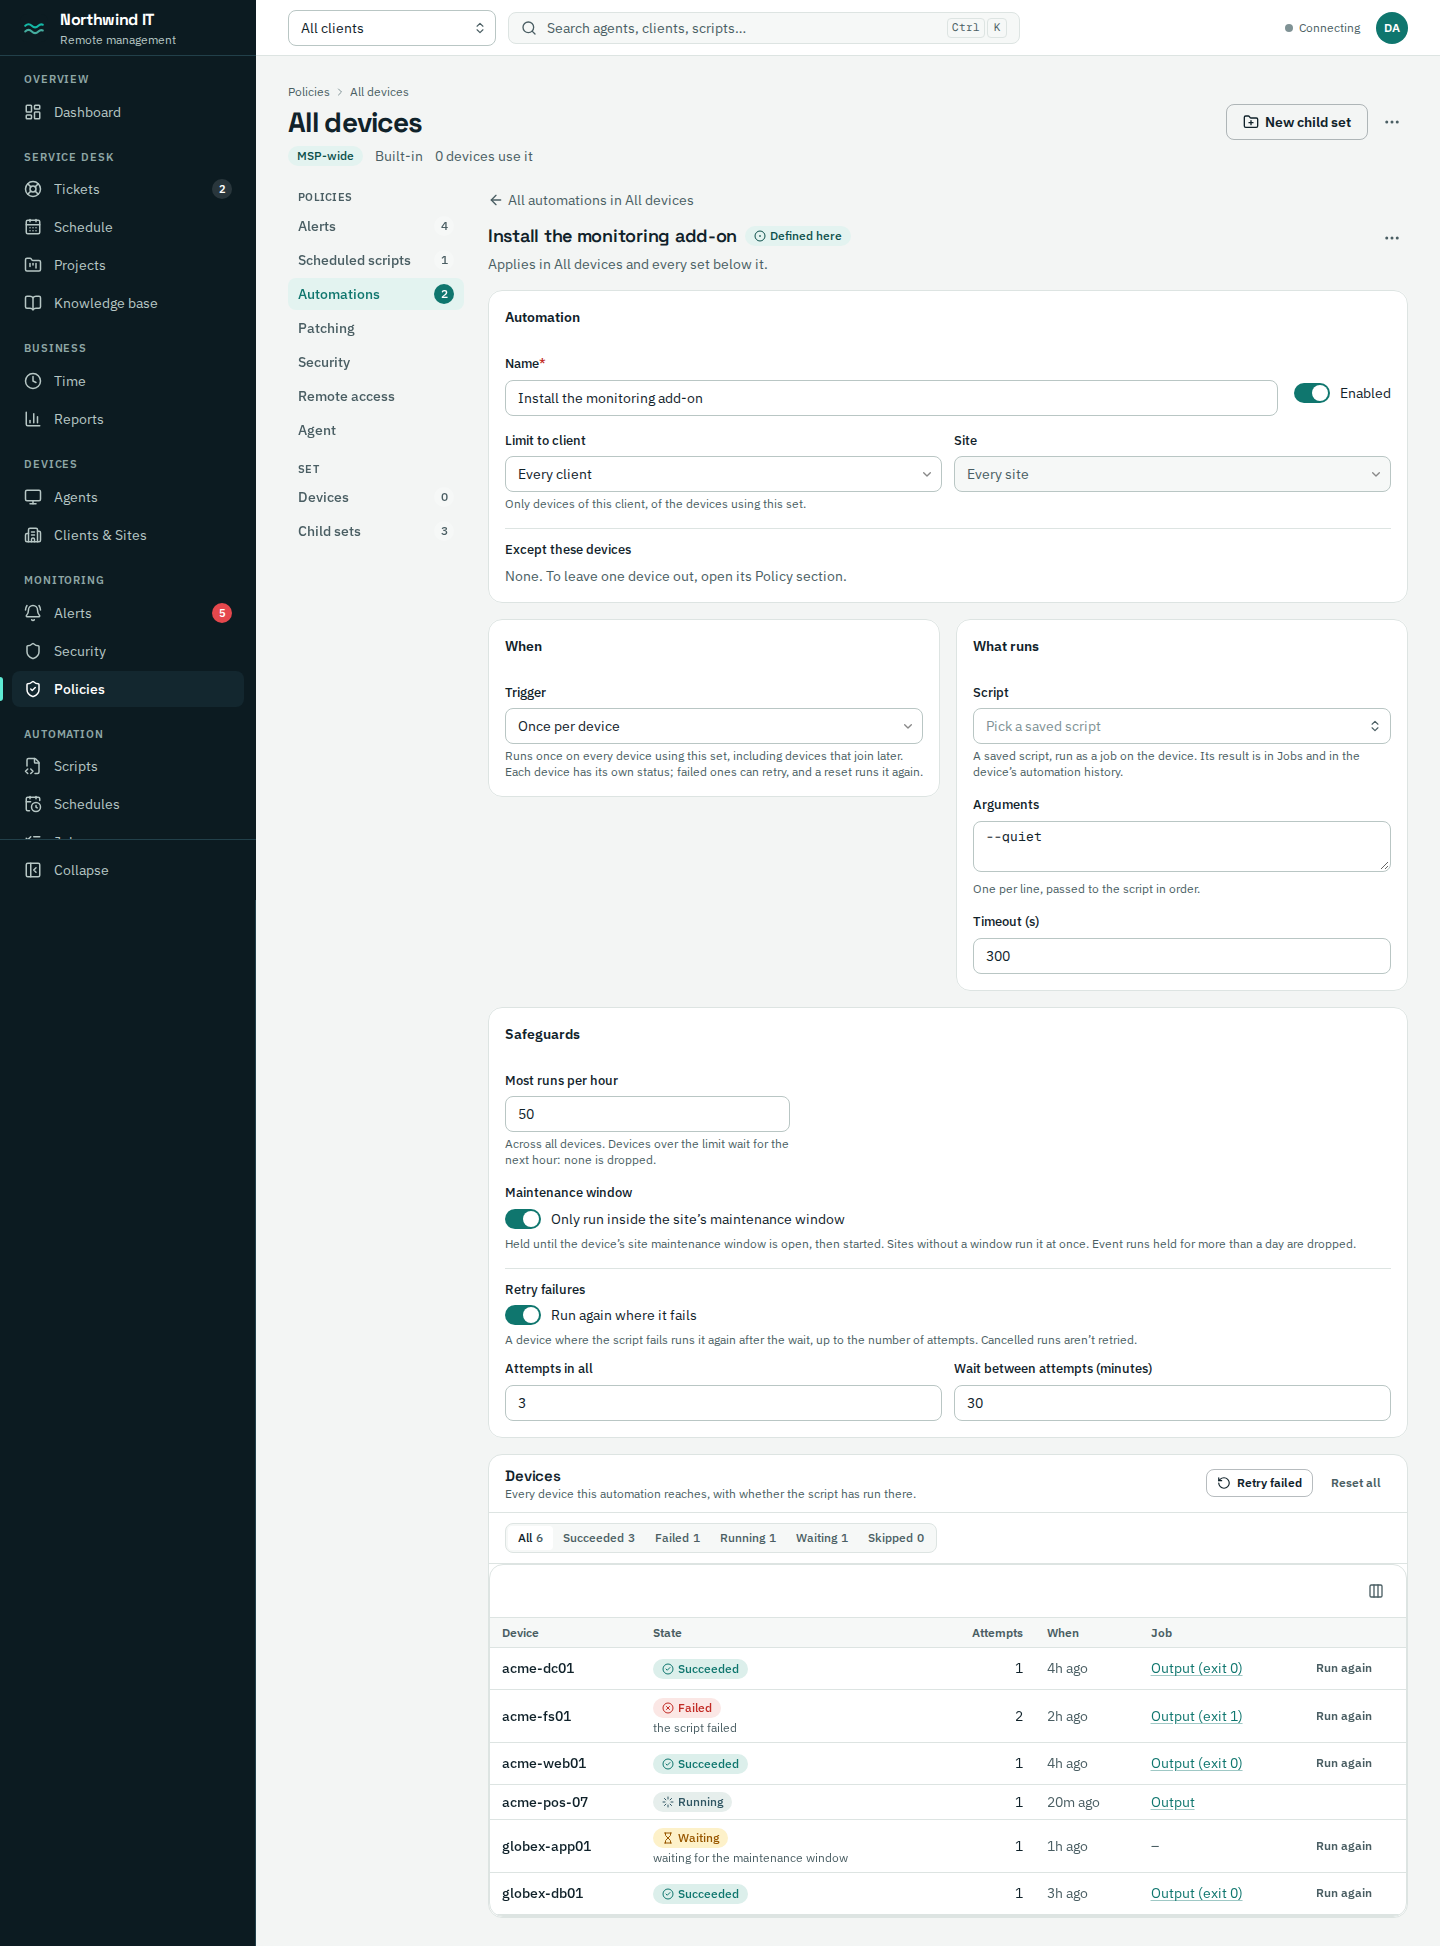 Northwind IT
Remote management
All clients
Search agents, clients, scripts...
Ctrl K
Connecting
DA
OVERVIEW
Dashboard
SERVICE DESK
Tickets 2
Schedule
Projects
Knowledge base
BUSINESS
Time
Reports
DEVICES
Agents
Clients & Sites
MONITORING
Alerts 5
Security
Policies
AUTOMATION
Scripts
Schedules
Collapse
Policies > All devices
All devices
New child set
MSP-wide Built-in 0 devices use it
POLICIES
Alerts 4
Scheduled scripts 1
Automations 2
Patching
Security
Remote access
Agent
SET
Devices 0
Child sets 3
All automations in All devices
Install the monitoring add-on Defined here
Applies in All devices and every set below it.
Automation
Name*
Install the monitoring add-on
Enabled
Limit to client
Every client
Only devices of this client, of the devices using this set.
Site
Every site
Except these devices
None. To leave one device out, open its Policy section.
When
Trigger
Once per device
Runs once on every device using this set, including devices that join later.
Each device has its own status; failed ones can retry, and a reset runs it again.
What runs
Script
Pick a saved script
A saved script, run as a job on the device. Its result is in Jobs and in the
device’s automation history.
Arguments
--quiet
One per line, passed to the script in order.
Timeout (s)
300
Safeguards
Most runs per hour
50
Across all devices. Devices over the limit wait for the
next hour: none is dropped.
Maintenance window
Only run inside the site’s maintenance window
Held until the device’s site maintenance window is open, then started. Sites without a window run it at once. Event runs held for more than a day are dropped.
Retry failures
Run again where it fails
A device where the script fails runs it again after the wait, up to the number of attempts. Cancelled runs aren’t retried.
Attempts in all
3
Wait between attempts (minutes)
30
Devices
Every device this automation reaches, with whether the script has run there.
Retry failed
Reset all
All 6 Succeeded 3 Failed 1 Running 1 Waiting 1 Skipped 0
Device State Attempts When Job
acme-dc01 Succeeded 1 4h ago Output (exit 0) Run again
acme-fs01 Failed 2 2h ago Output (exit 1) Run again
the script failed
acme-web01 Succeeded 1 4h ago Output (exit 0) Run again
acme-pos-07 Running 1 20m ago Output
globex-app01 Waiting 1 1h ago – Run again
waiting for the maintenance window
globex-db01 Succeeded 1 3h ago Output (exit 0) Run again